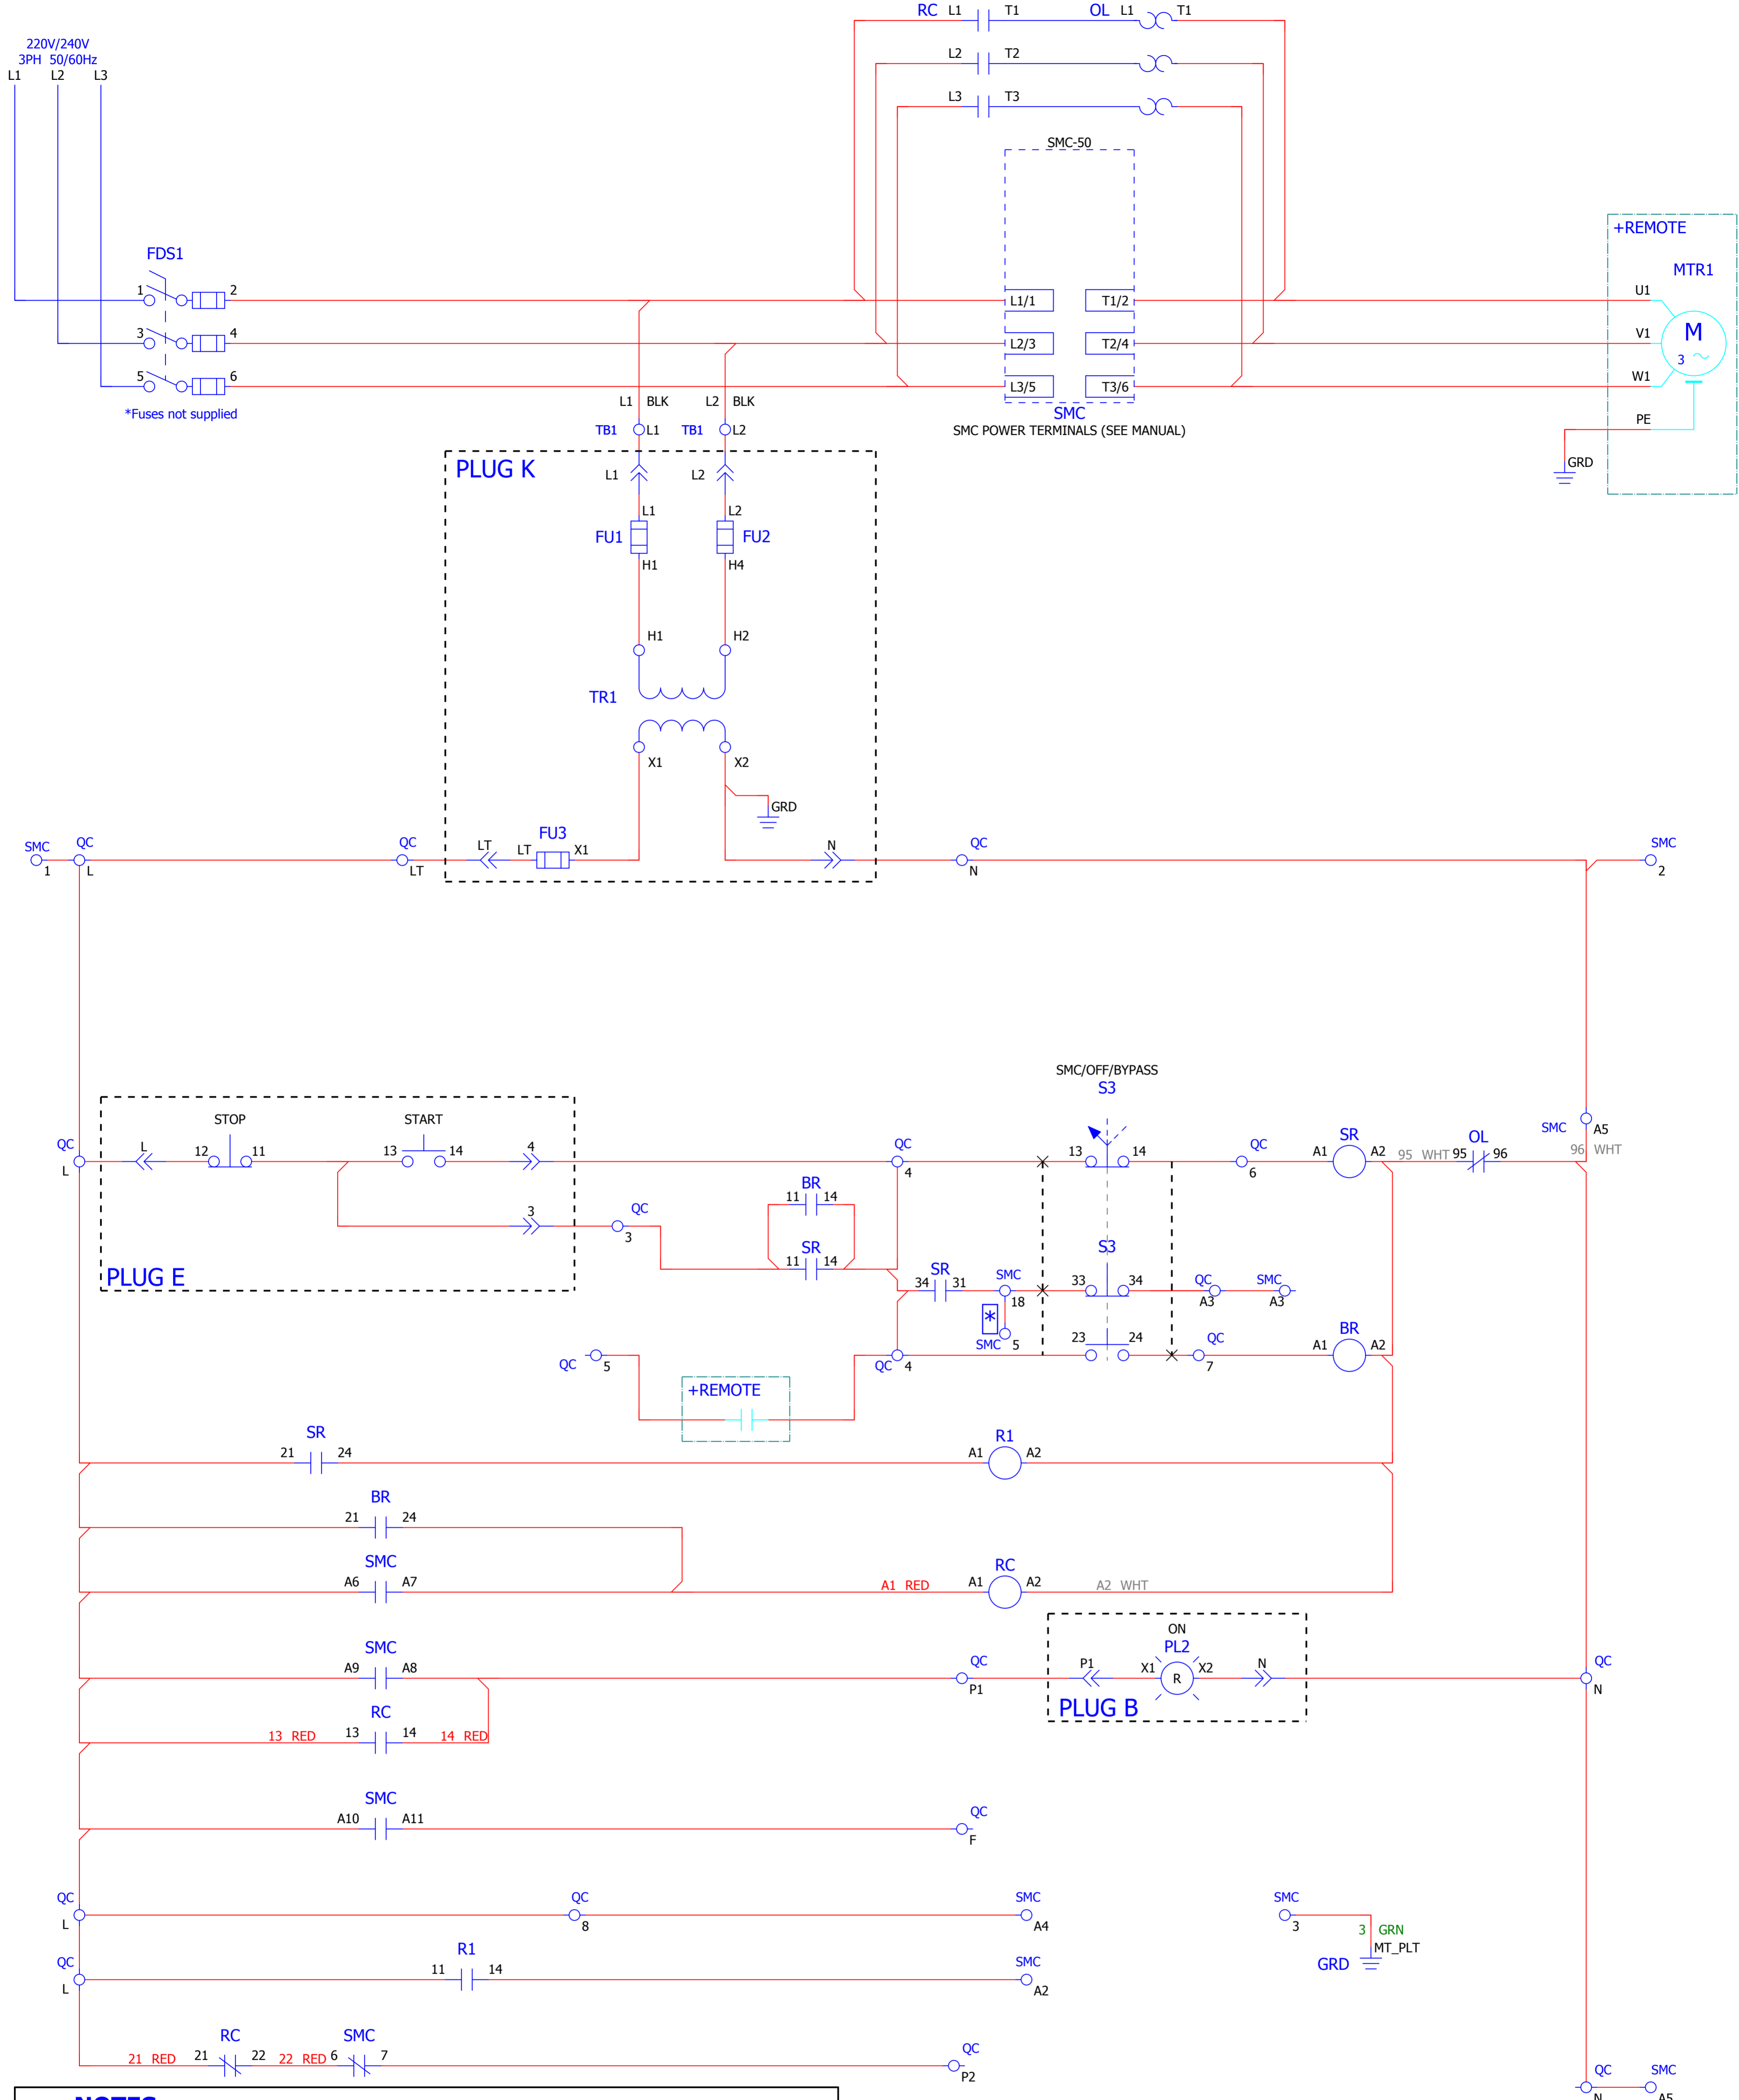 RC L1 T1 OL L1 T1
220V/240V
3PH 50/60Hz
L1 L2 L3
L2 T2
L3 T3
SMC-50
+REMOTE
FDS1
MTR1
1 2 L1/1 T1/2 U1
3 4 L2/3 T2/4 V1 M
3
5 6 L3/5 T3/6 W1
*Fuses not supplied
L1 BLK L2 BLK
SMC
PE
TB1 L1 TB1 L2
SMC POWER TERMINALS (SEE MANUAL)
GRD
PLUG K
L1 L2
L1 L2
FU1 FU2
H1 H4
H1 H2
TR1
X1 X2
GRD
FU3
SMC QC QC LT LT X1 N QC SMC
1 L LT N 2
SMC/OFF/BYPASS
S3
STOP START
SMC A5
QC L 12 11 13 14 4 QC 13 14 QC A1 SR A2 95 WHT 95 OL 96 96 WHT
L 4 6
BR
11 14
3 QC
3
SR
11 14
S3
PLUG E
SR
34 31 SMC 33 34 QC SMC
18 A3 A3
*
SMC 5
23 24 QC A1 BR A2
QC 5 QC 4 7
+REMOTE
SR
21 24
R1
A1 A2
BR
21 24
SMC
A6 A7
RC
A1 RED A1 A2 A2 WHT
ON
SMC
A9 A8
PL2
QC P1 X1 R X2 N QC
P1 N
PLUG B
RC
13 RED 13 14 14 RED
SMC
A10 A11
QC
F
QC QC SMC SMC
L 8 A4 3
3 GRN
MT_PLT
GRD
QC R1 SMC
L 11 14 A2
RC SMC
21 RED 21 22 22 RED 6 7
QC
P2
QC SMC
N A5
NOTES